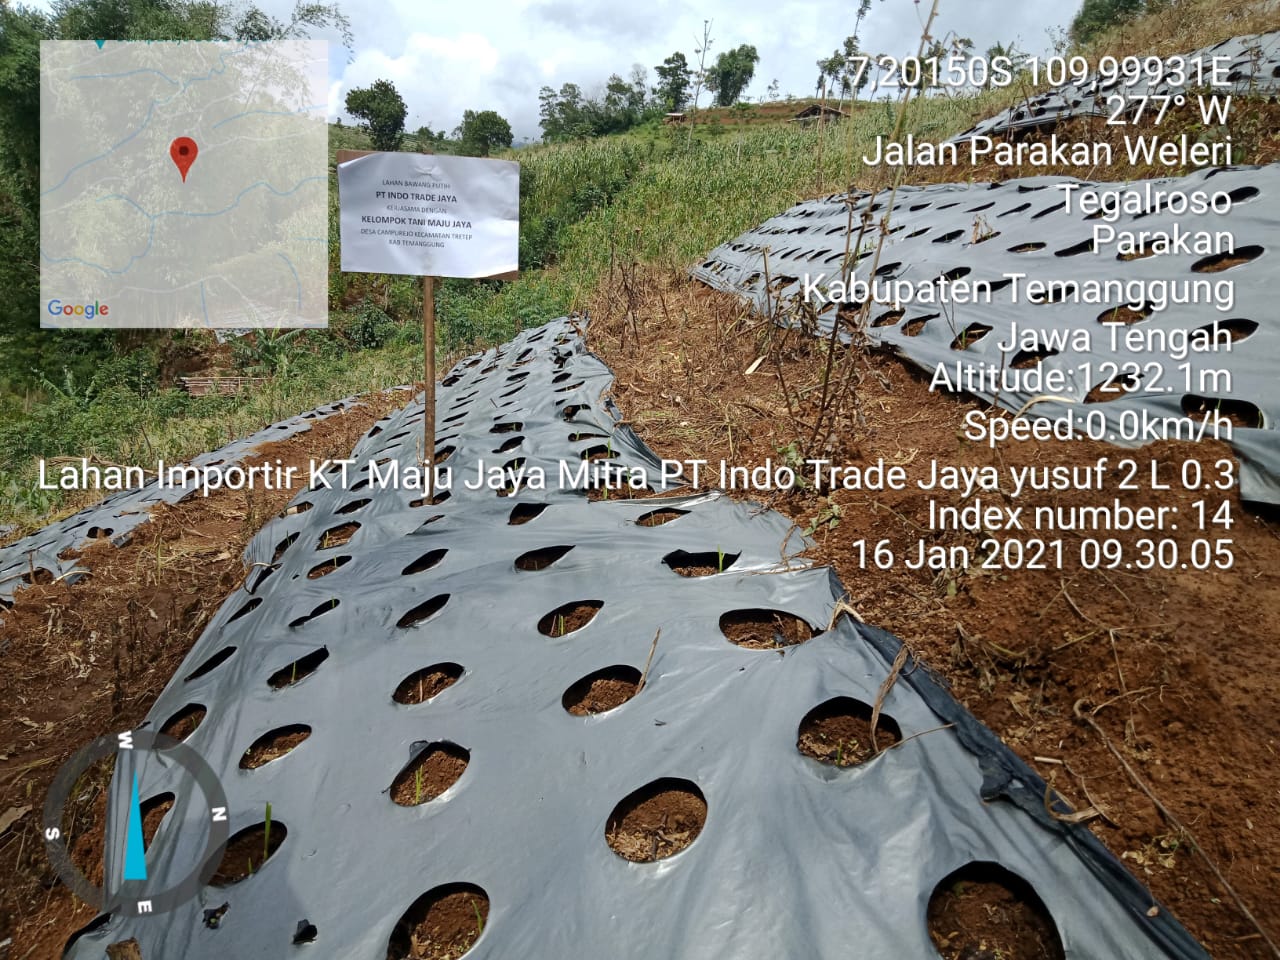 7,20150S 109,99931E
277° W
Jalan Parakan Weleri
Tegalroso
Parakan
Kabupaten Temanggung
Jawa Tengah
Altitude:1232.1m
Speed:0.0km/h
Lahan Importir KT Maju Jaya Mitra PT Indo Trade Jaya yusuf 2 L 0.3
Index number: 14
16 Jan 2021 09.30.05
Google
LAHAN BAWANG PUTIH
PT INDO TRADE JAYA
KERJASAMA DENGAN
KELOMPOK TANI MAJU JAYA
DESA CAMPUREJO KECAMATAN TRETEP
KAB TEMANGGUNG
W
N
S
E